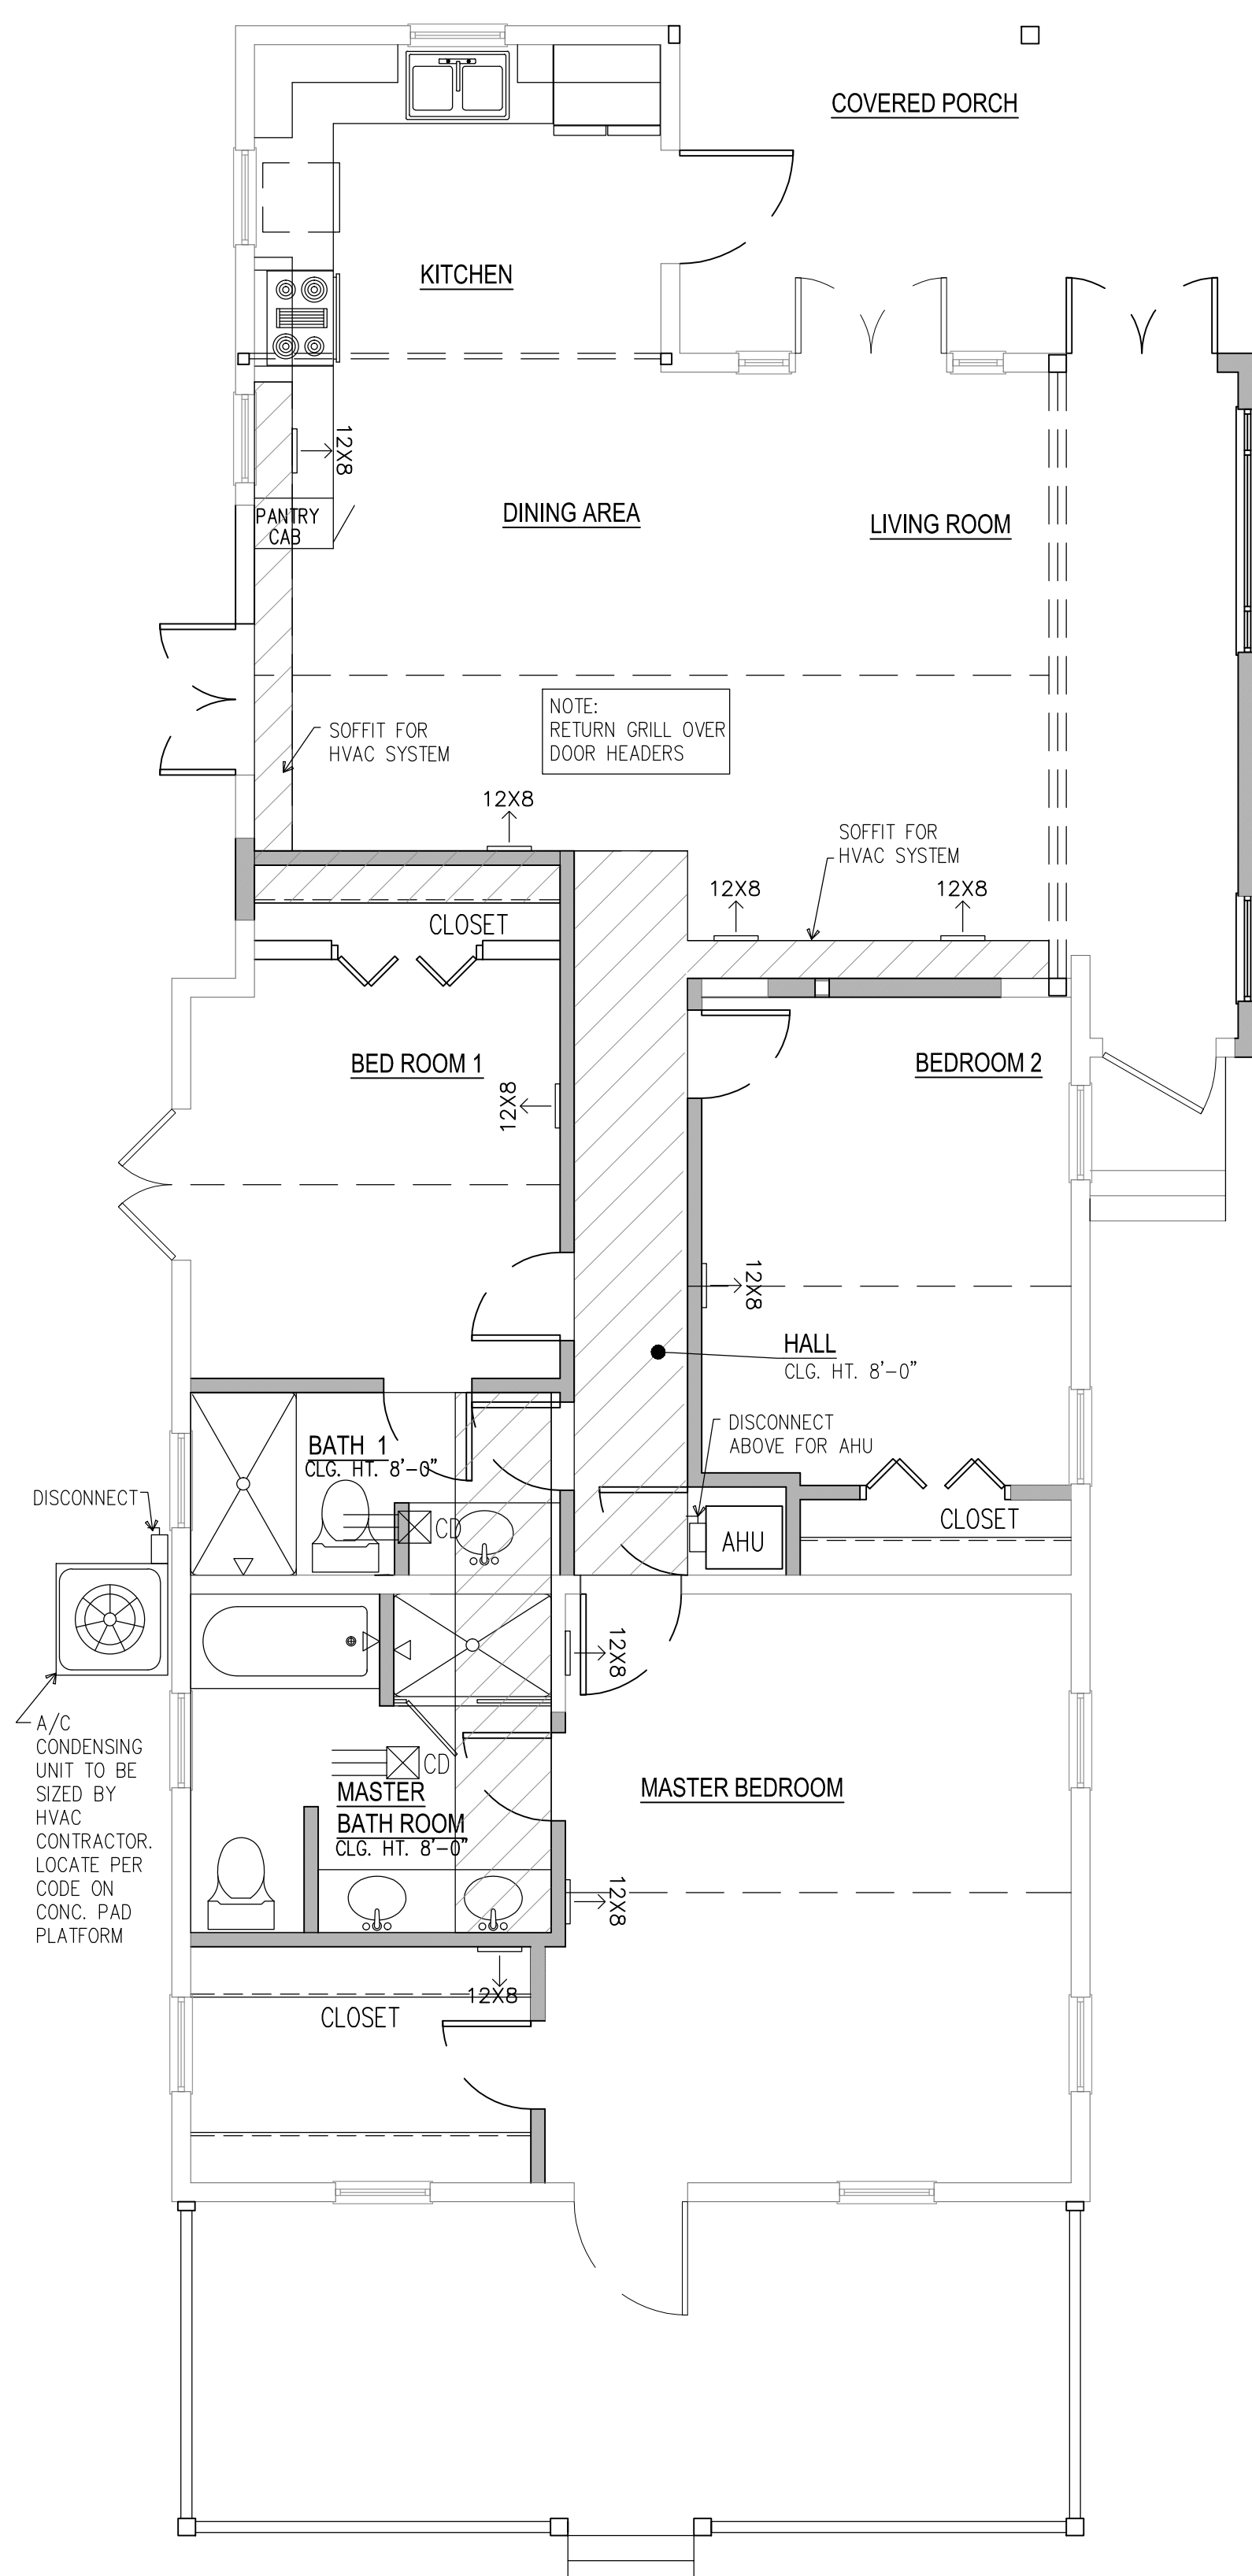 COVERED PORCH
KITCHEN
12X8
PANTRY
CAB
DINING AREA
LIVING ROOM
NOTE:
RETURN GRILL OVER
DOOR HEADERS
SOFFIT FOR
HVAC SYSTEM
12X8
SOFFIT FOR
HVAC SYSTEM
12X8
12X8
CLOSET
BED ROOM 1
BEDROOM 2
12X8
12X8
HALL
CLG. HT. 8'-0"
DISCONNECT
ABOVE FOR AHU
BATH 1
CLG. HT. 8'-0"
DISCONNECT
CD
AHU
CLOSET
12X8
A/C
CONDENSING
UNIT TO BE
SIZED BY
HVAC
CONTRACTOR.
LOCATE PER
CODE ON
CONC. PAD
PLATFORM
CD
MASTER
BATH ROOM
CLG. HT. 8'-0"
MASTER BEDROOM
12X8
12X8
CLOSET